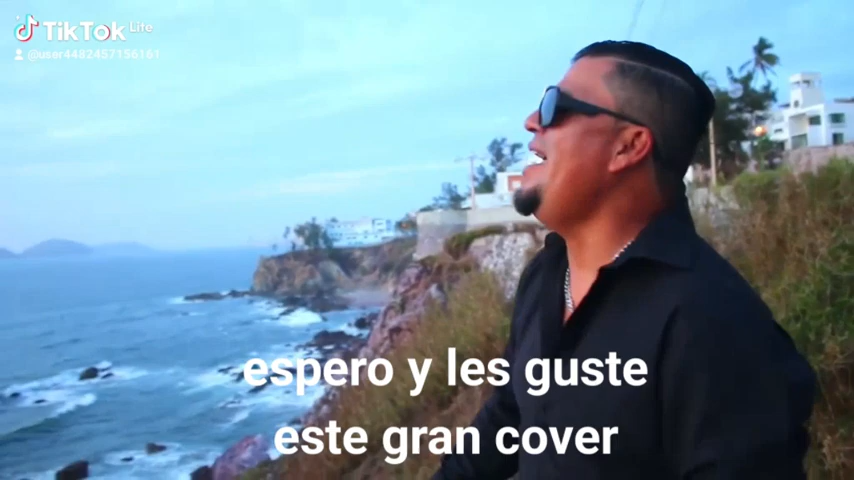 TikTok Lite
@user4482457156161
espero y les guste
este gran cover